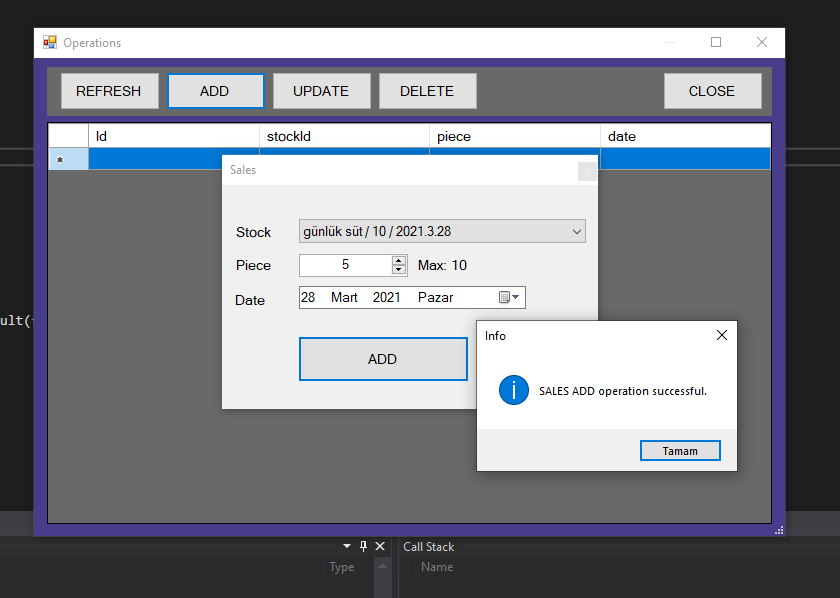 Operations
REFRESH ADD UPDATE DELETE CLOSE
Id stockId piece date
Sales
Stock günlük süt / 10 / 2021.3.28
Piece 5 Max: 10
Date 28 Mart 2021 Pazar
ADD
Info
SALES ADD operation successful.
Tamam
ult(
Call Stack
Type Name